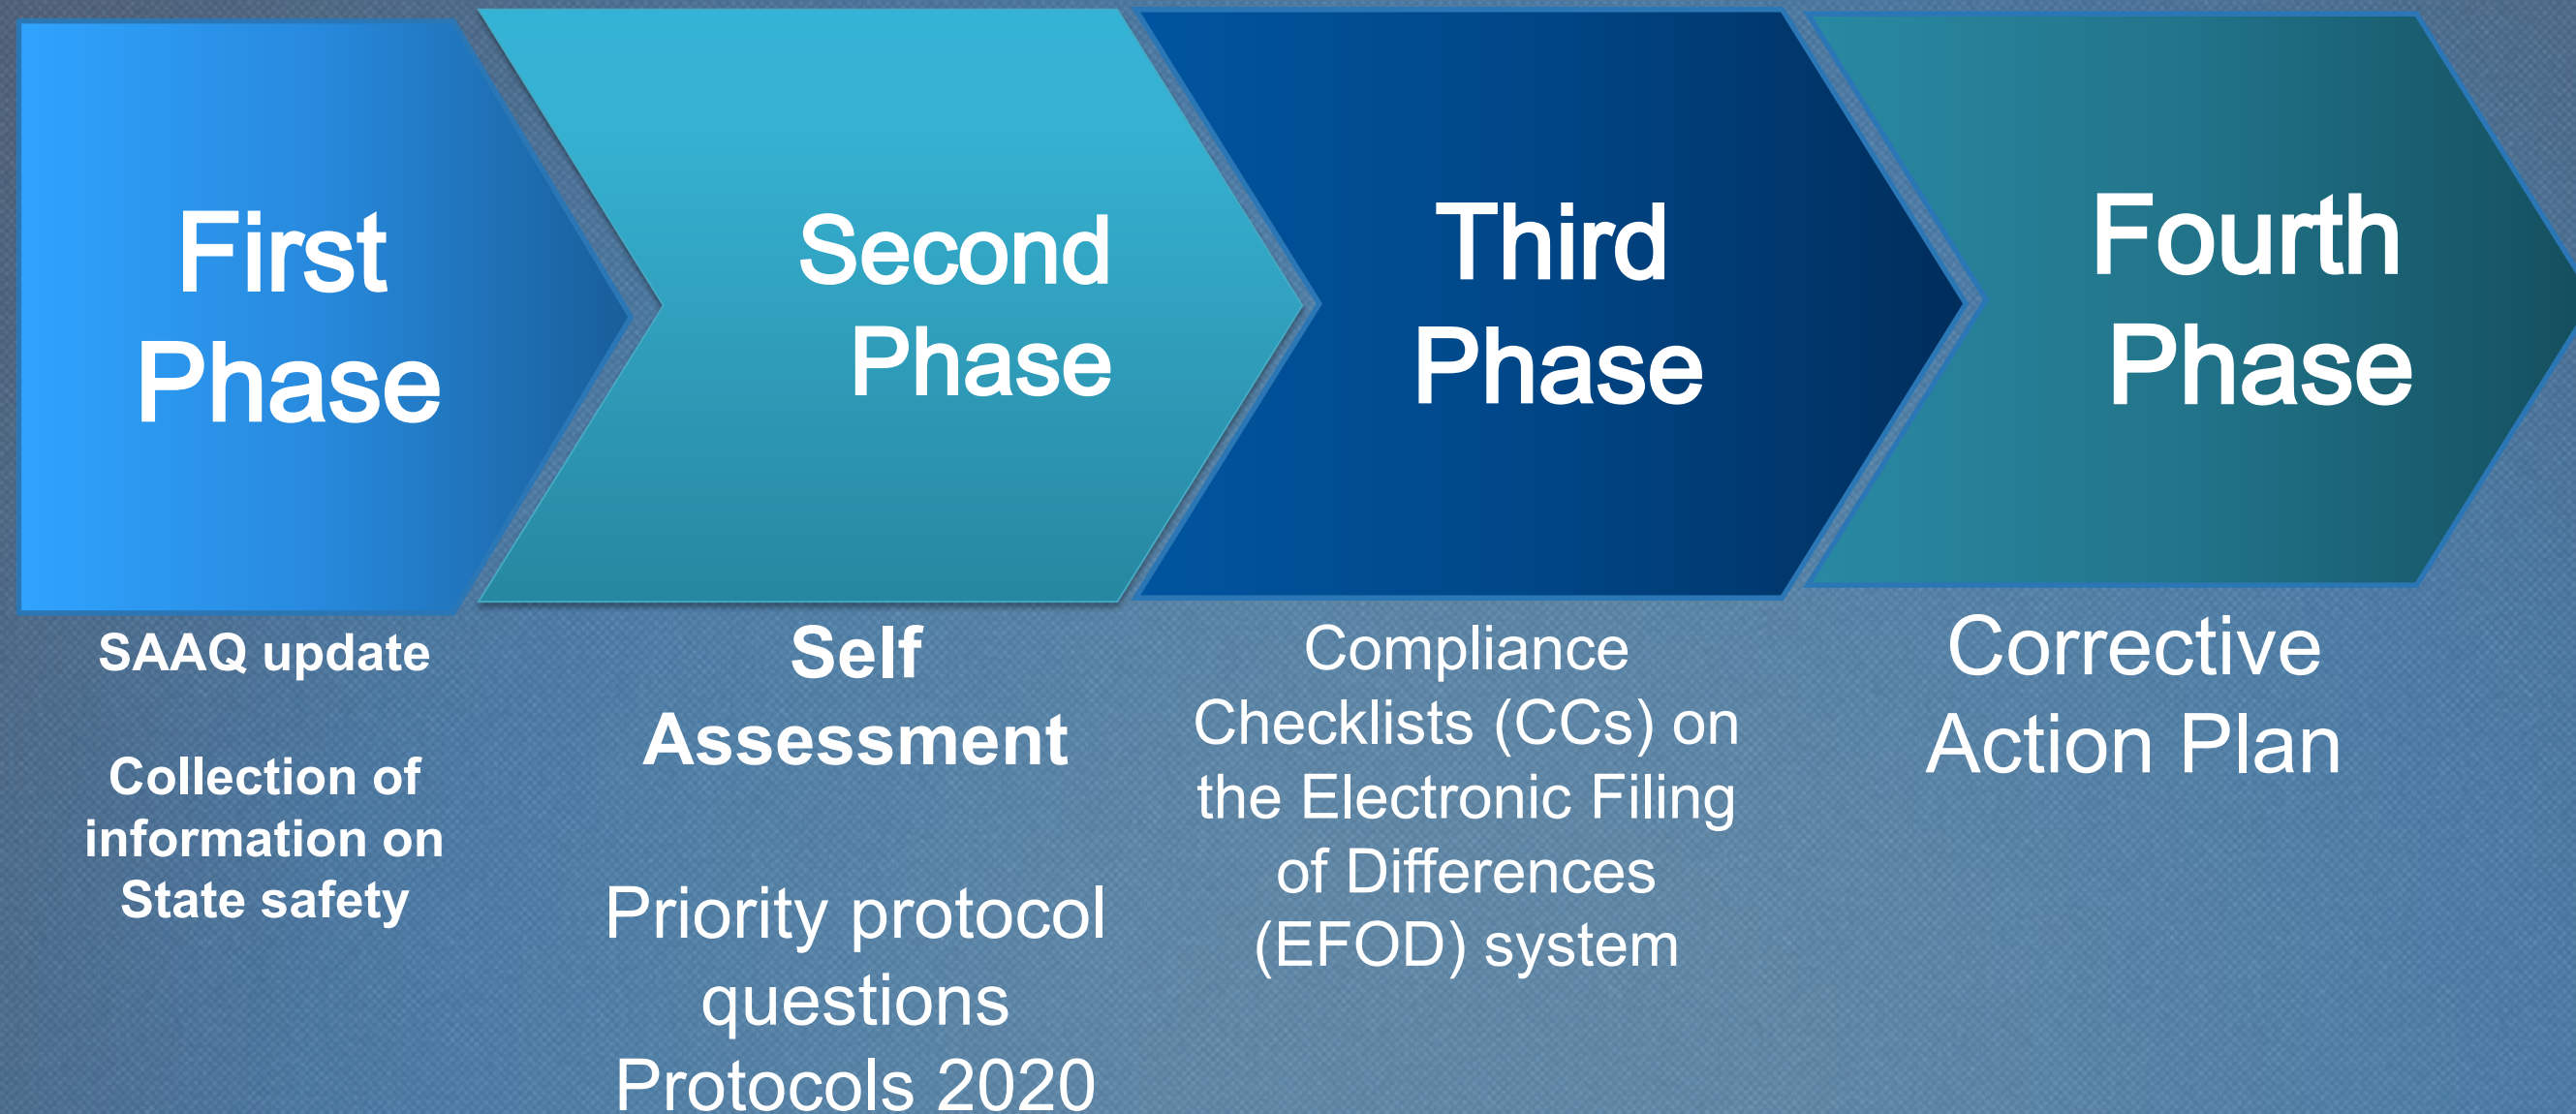 First
Phase
Second
Phase
Third
Phase
Fourth
Phase
SAAQ update
Collection of
information on
State safety
Self
Assessment
Priority protocol
questions
Protocols 2020
Compliance
Checklists (CCs) on
the Electronic Filing
of Differences
(EFOD) system
Corrective
Action Plan